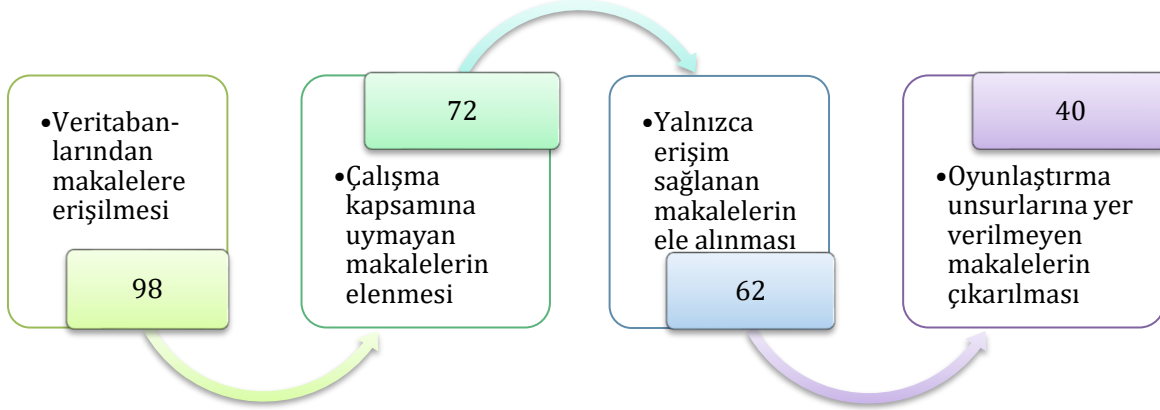 •Veritaban-
larından
makalelere
erişilmesi
98
72
•Çalışma
kapsamına
uymayan
makalelerin
elenmesi
•Yalnızca
erişim
sağlanan
makalelerin
ele alınması
62
40
•Oyunlaştırma
unsurlarına yer
verilmeyen
makalelerin
çıkarılması